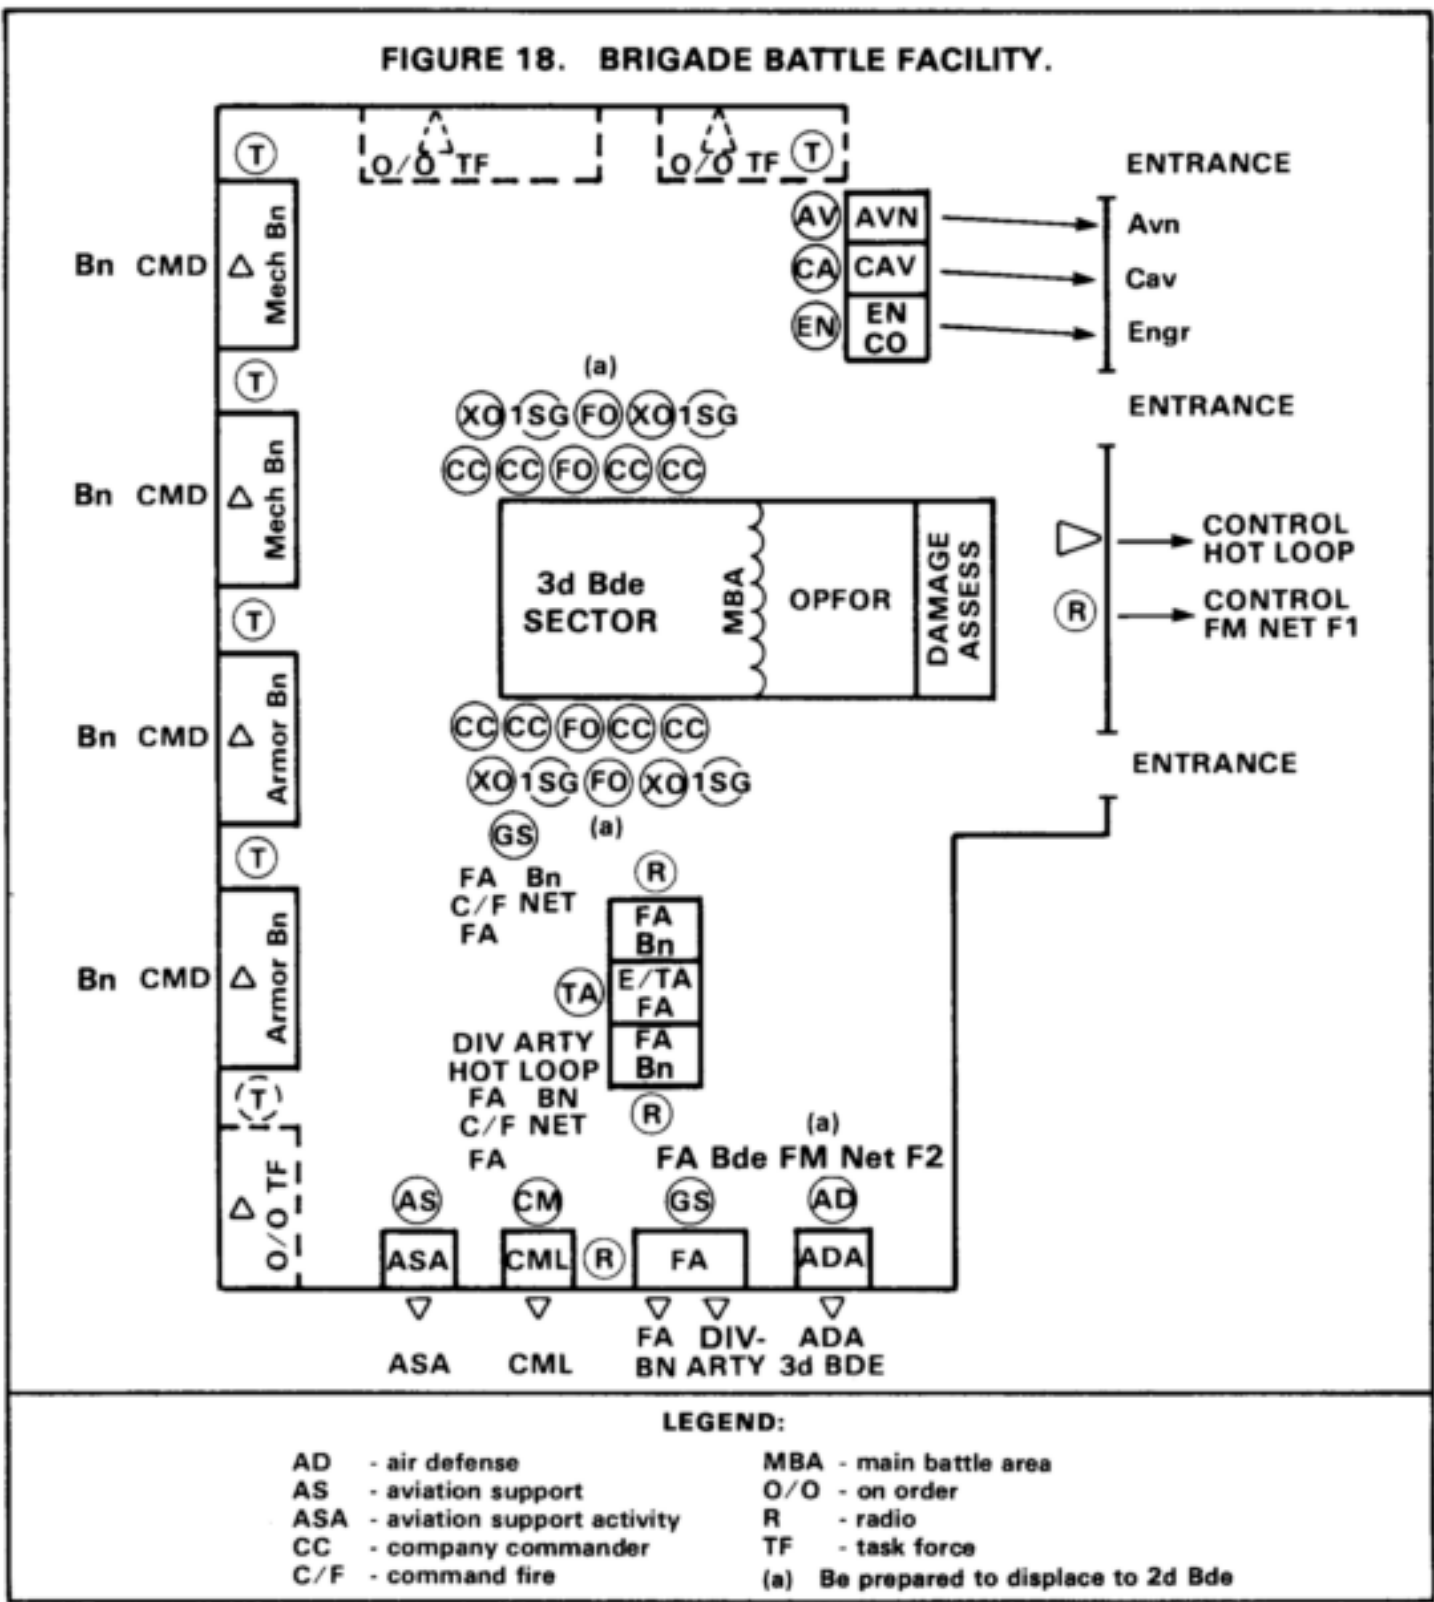 FIGURE 18. BRIGADE BATTLE FACILITY.
T
O/O TF
O/O TF T
ENTRANCE
Bn CMD Mech Bn
AV AVN Avn
CA CAV Cav
EN EN CO Engr
T
(a)
XO 1SG FO XO 1SG
ENTRANCE
CC CC FO CC CC
Bn CMD Mech Bn
3d Bde
SECTOR
MBA
OPFOR
DAMAGE
ASSESS
CONTROL
HOT LOOP
R
CONTROL
FM NET F1
T
Bn CMD Armor Bn
CC CC FO CC CC
XO 1SG FO XO 1SG
ENTRANCE
GS
(a)
T
FA Bn
C/F NET
FA
R
FA
Bn
Bn CMD Armor Bn
TA
E/TA
FA
DIV ARTY
HOT LOOP
FA BN
C/F NET
FA
FA
Bn
R
T
(a)
FA Bde FM Net F2
O/O TF
AS CM GS AD
ASA CML R FA ADA
ASA CML
FA
BN
DIV-
ARTY
ADA
3d BDE
LEGEND:
AD - air defense
AS - aviation support
ASA - aviation support activity
CC - company commander
C/F - command fire
MBA - main battle area
O/O - on order
R - radio
TF - task force
(a) Be prepared to displace to 2d Bde